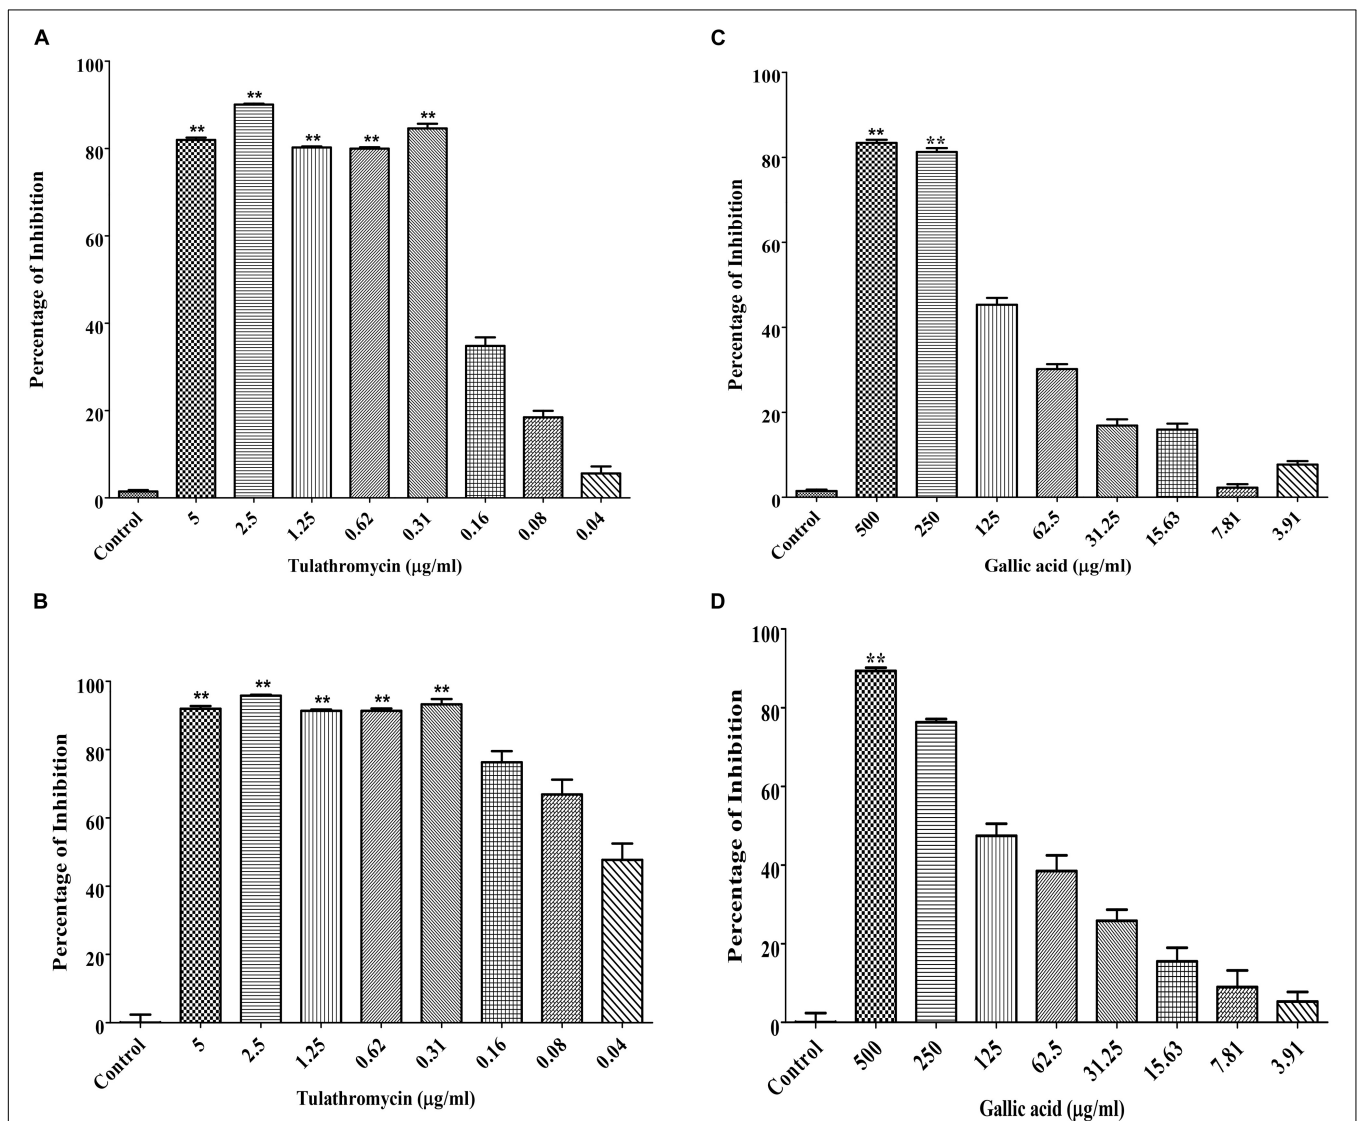 A
Percentage of Inhibition
100
80
60
40
20
0
** ** ** ** **
Control 5 2.5 1.25 0.62 0.31 0.16 0.08 0.04
Tulathromycin (µg/ml)
B
Percentage of Inhibition
100
80
60
40
20
0
** ** ** ** **
Control 5 2.5 1.25 0.62 0.31 0.16 0.08 0.04
Tulathromycin (µg/ml)
C
Percentage of Inhibition
100
80
60
40
20
0
** **
Control 500 250 125 62.5 31.25 15.63 7.81 3.91
Gallic acid (µg/ml)
D
Percentage of Inhibition
100
80
60
40
20
0
**
Control 500 250 125 62.5 31.25 15.63 7.81 3.91
Gallic acid (µg/ml)